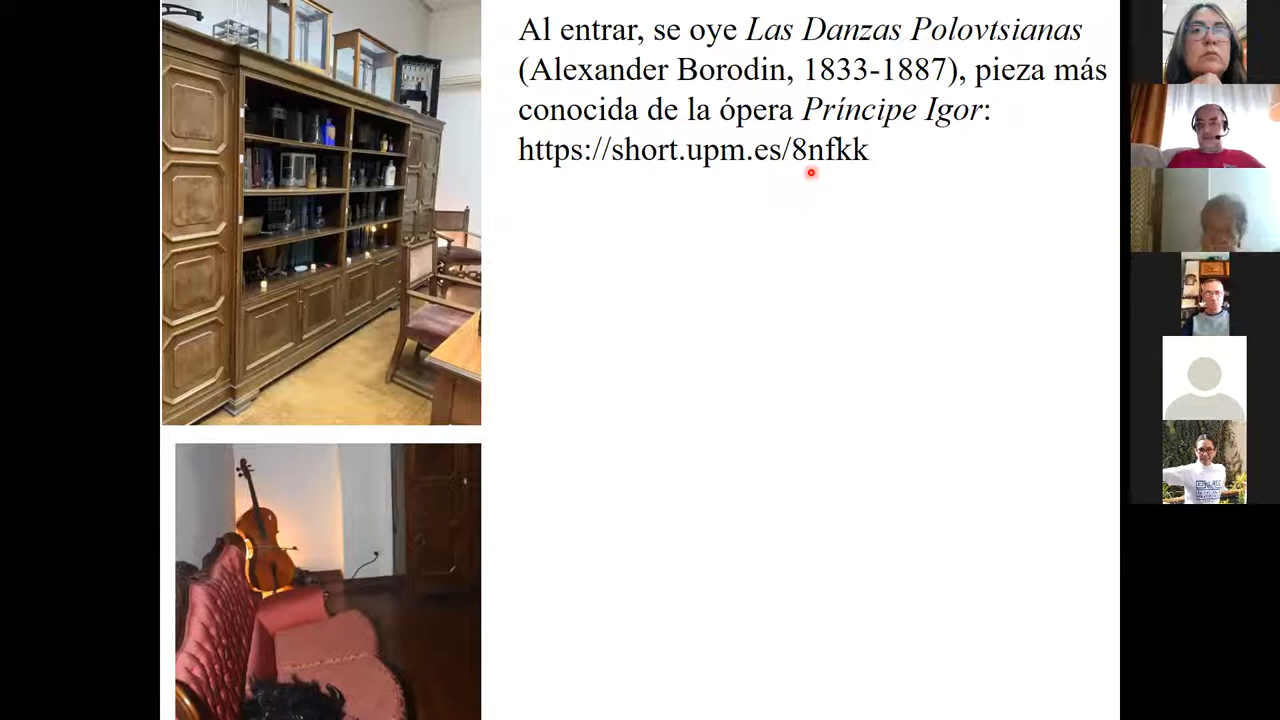 Al entrar, se oye Las Danzas Polovtsianas
(Alexander Borodin, 1833-1887), pieza más
conocida de la ópera Príncipe Igor:
https://short.upm.es/8nfkk